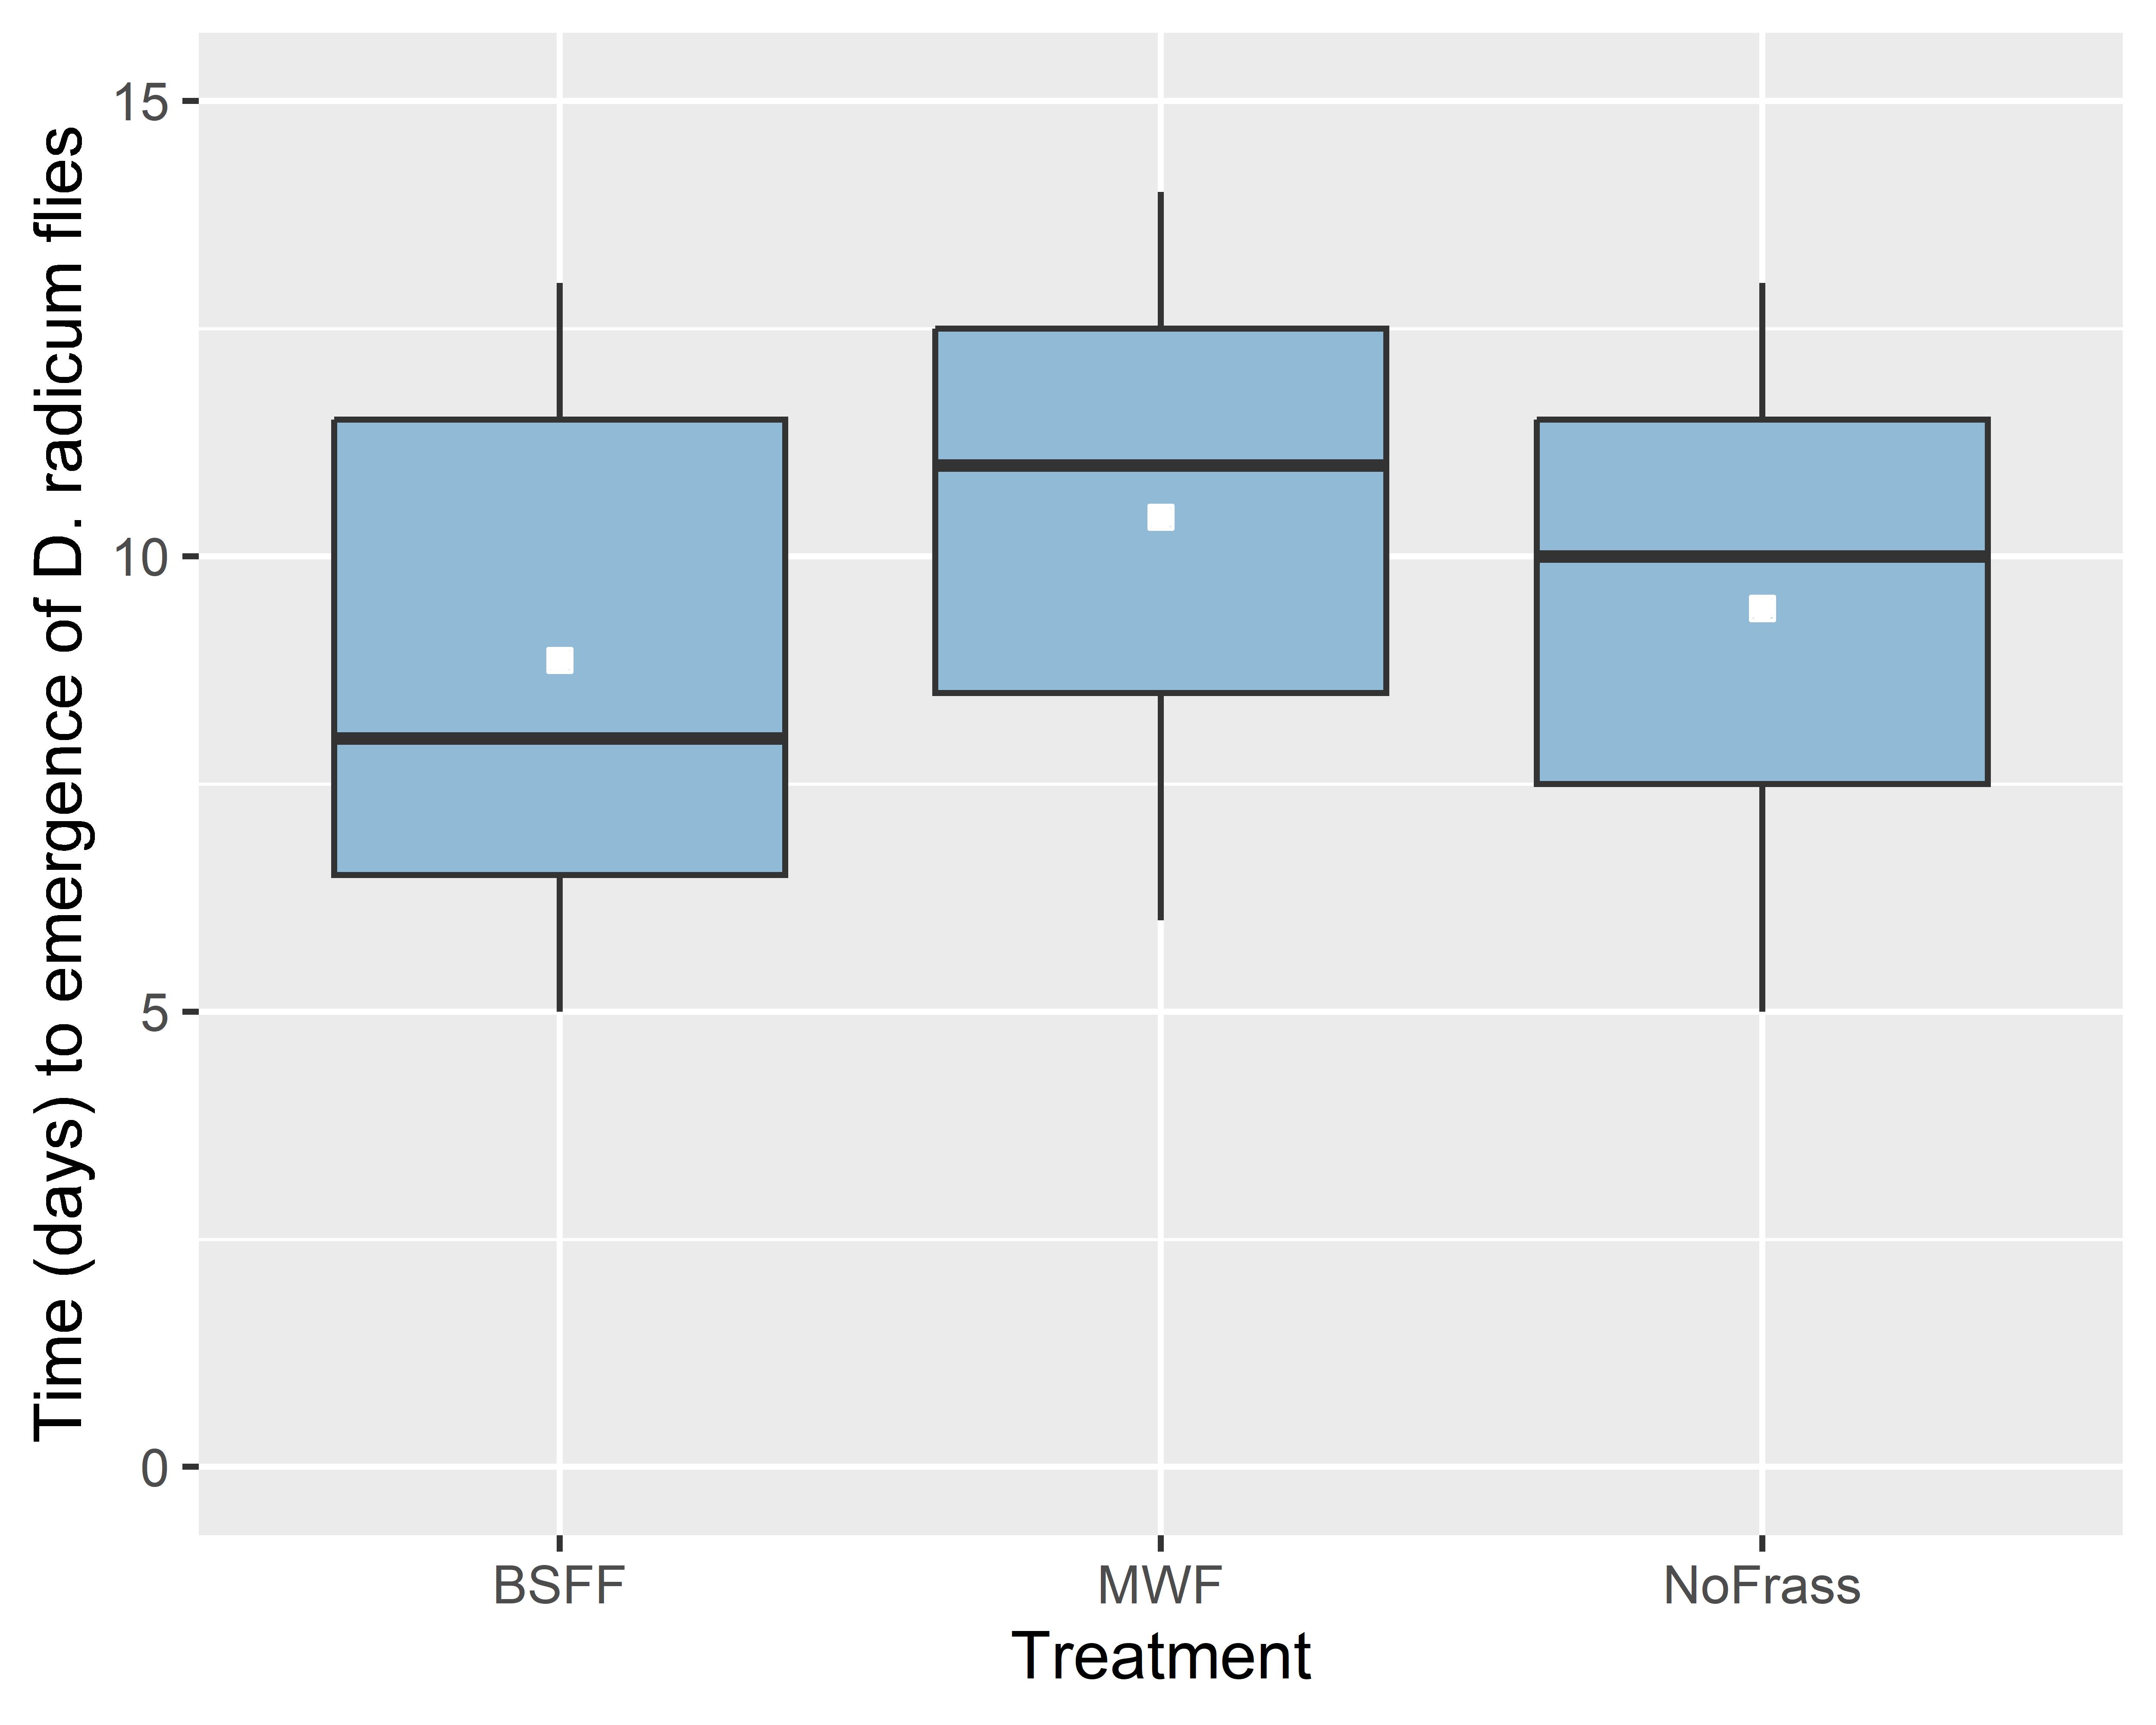 Time (days) to emergence of D. radicum flies
15
10
5
0
BSFF MWF NoFrass
Treatment